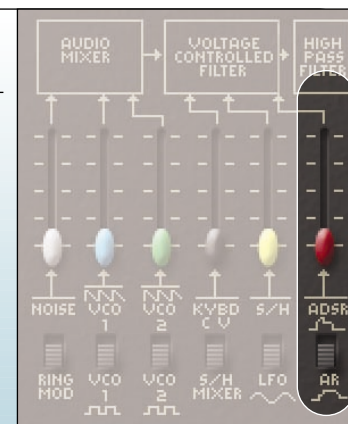 AUDIO
MIXER
VOLTAGE
CONTROLLED
FILTER
HIGH
PASS
FILTER
NOISE
VCO
1
VCO
2
KYBD
C V
S/H
ADSR
RING
MOD
VCO
1
VCO
2
S/H
MIXER
LFO
AR